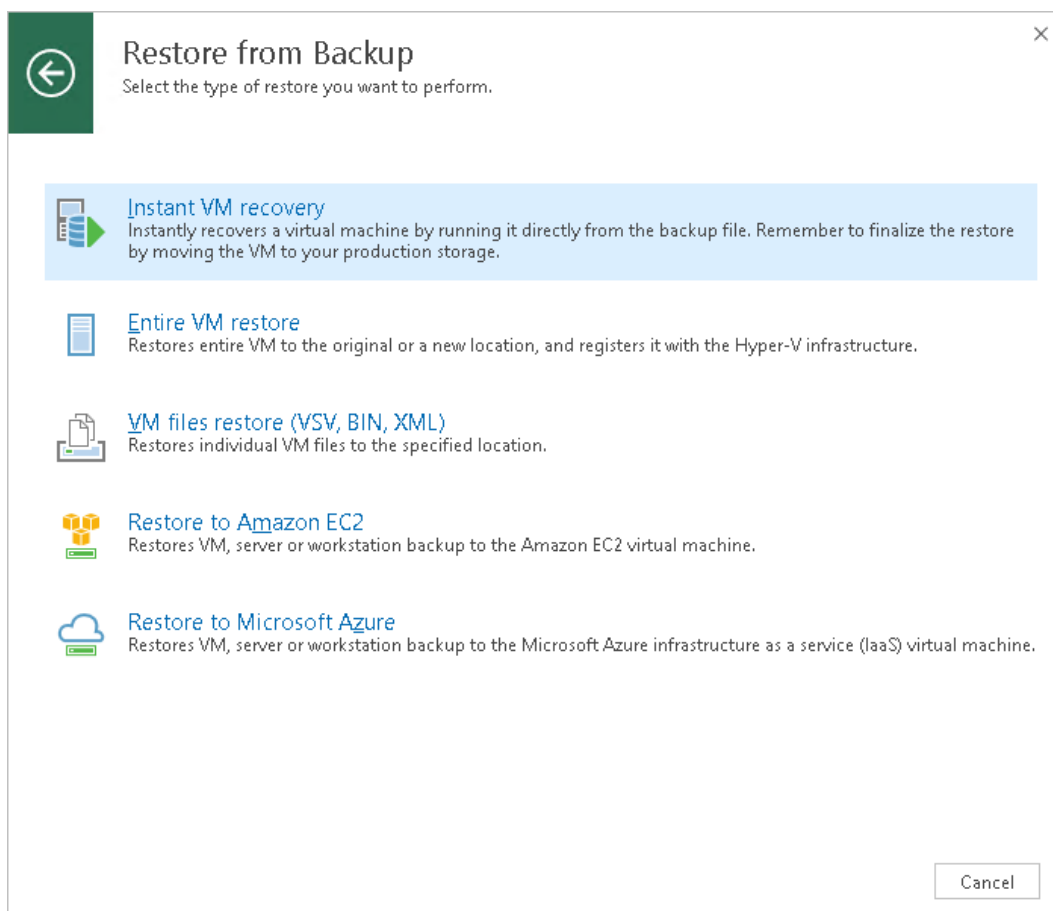 Restore from Backup
Select the type of restore you want to perform.
Instant VM recovery
Instantly recovers a virtual machine by running it directly from the backup file. Remember to finalize the restore
by moving the VM to your production storage.
Entire VM restore
Restores entire VM to the original or a new location, and registers it with the Hyper-V infrastructure.
VM files restore (VSV, BIN, XML)
Restores individual VM files to the specified location.
Restore to Amazon EC2
Restores VM, server or workstation backup to the Amazon EC2 virtual machine.
Restore to Microsoft Azure
Restores VM, server or workstation backup to the Microsoft Azure infrastructure as a service (IaaS) virtual machine.
Cancel